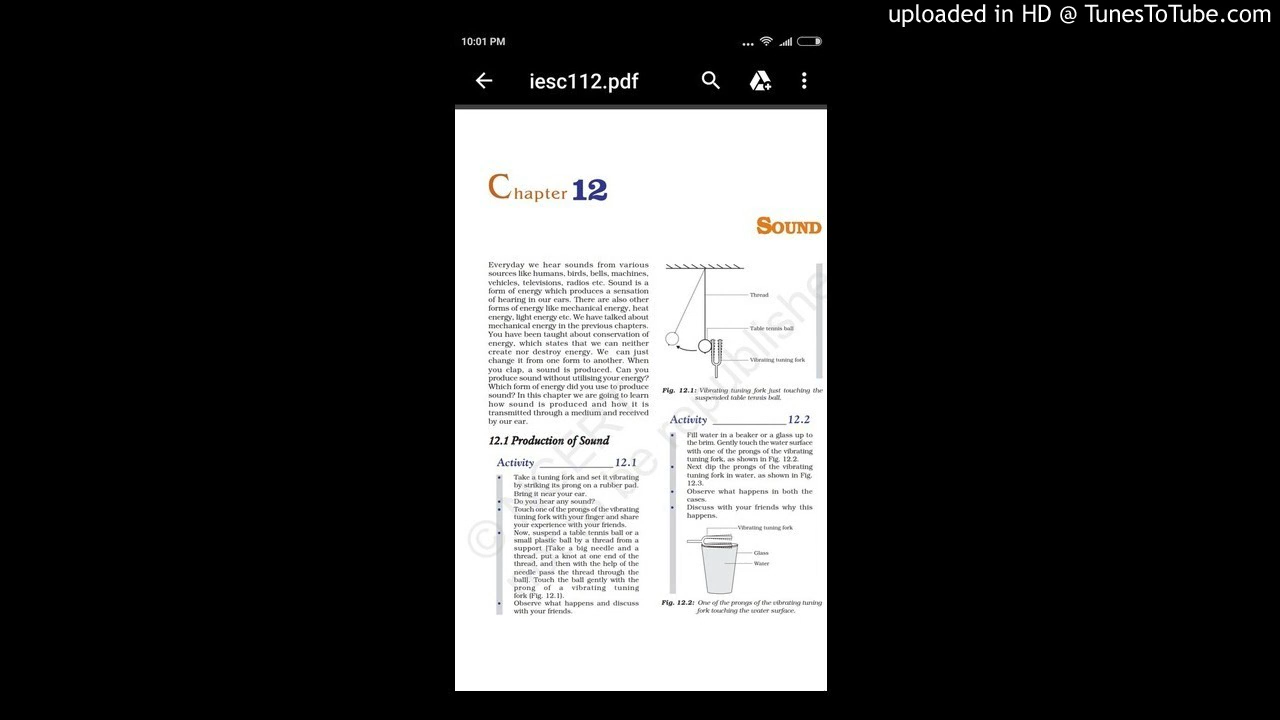 uploaded in HD @ TunesToTube.com
10:01 PM
iesc112.pdf
Chapter 12
SOUND
Everyday we hear sounds from various
sources like humans, birds, bells, machines,
vehicles, televisions, radios etc. Sound is a
form of energy which produces a sensation
of hearing in our ears. There are also other
forms of energy like mechanical energy, heat
energy, light energy etc. We have talked about
mechanical energy in the previous chapters.
You have been taught about conservation of
energy, which states that we can neither
create nor destroy energy. We can just
change it from one form to another. When
you clap, a sound is produced. Can you
produce sound without utilising your energy?
Which form of energy did you use to produce
sound? In this chapter we are going to learn
how sound is produced and how it is
transmitted through a medium and received
by our ear.
12.1 Production of Sound
Activity ____________ 12.1
• Take a tuning fork and set it vibrating
by striking its prong on a rubber pad.
Bring it near your ear.
• Do you hear any sound?
• Touch one of the prongs of the vibrating
tuning fork with your finger and share
your experience with your friends.
• Now, suspend a table tennis ball or a
small plastic ball by a thread from a
support [Take a big needle and a
thread, put a knot at one end of the
thread, and then with the help of the
needle pass the thread through the
ball]. Touch the ball gently with the
prong of a vibrating tuning
fork (Fig. 12.1).
• Observe what happens and discuss
with your friends.
Thread
Table tennis ball
Vibrating tuning fork
Fig. 12.1: Vibrating tuning fork just touching the
suspended table tennis ball.
Activity ____________ 12.2
• Fill water in a beaker or a glass up to
the brim. Gently touch the water surface
with one of the prongs of the vibrating
tuning fork, as shown in Fig. 12.2.
• Next dip the prongs of the vibrating
tuning fork in water, as shown in Fig.
12.3.
• Observe what happens in both the
cases.
• Discuss with your friends why this
happens.
Vibrating tuning fork
Glass
Water
Fig. 12.2: One of the prongs of the vibrating tuning
fork touching the water surface.
be republishe